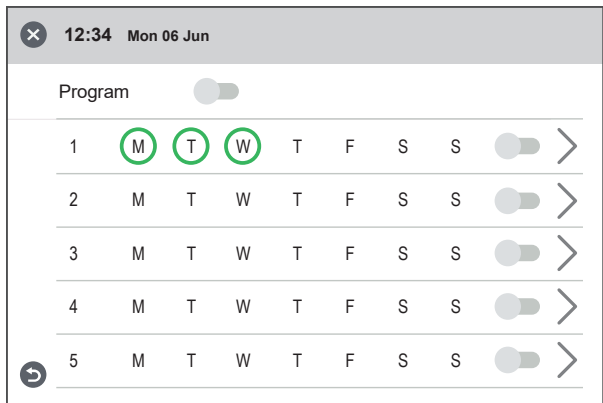 12:34 Mon 06 Jun
Program
1 M T W T F S S
2 M T W T F S S
3 M T W T F S S
4 M T W T F S S
5 M T W T F S S